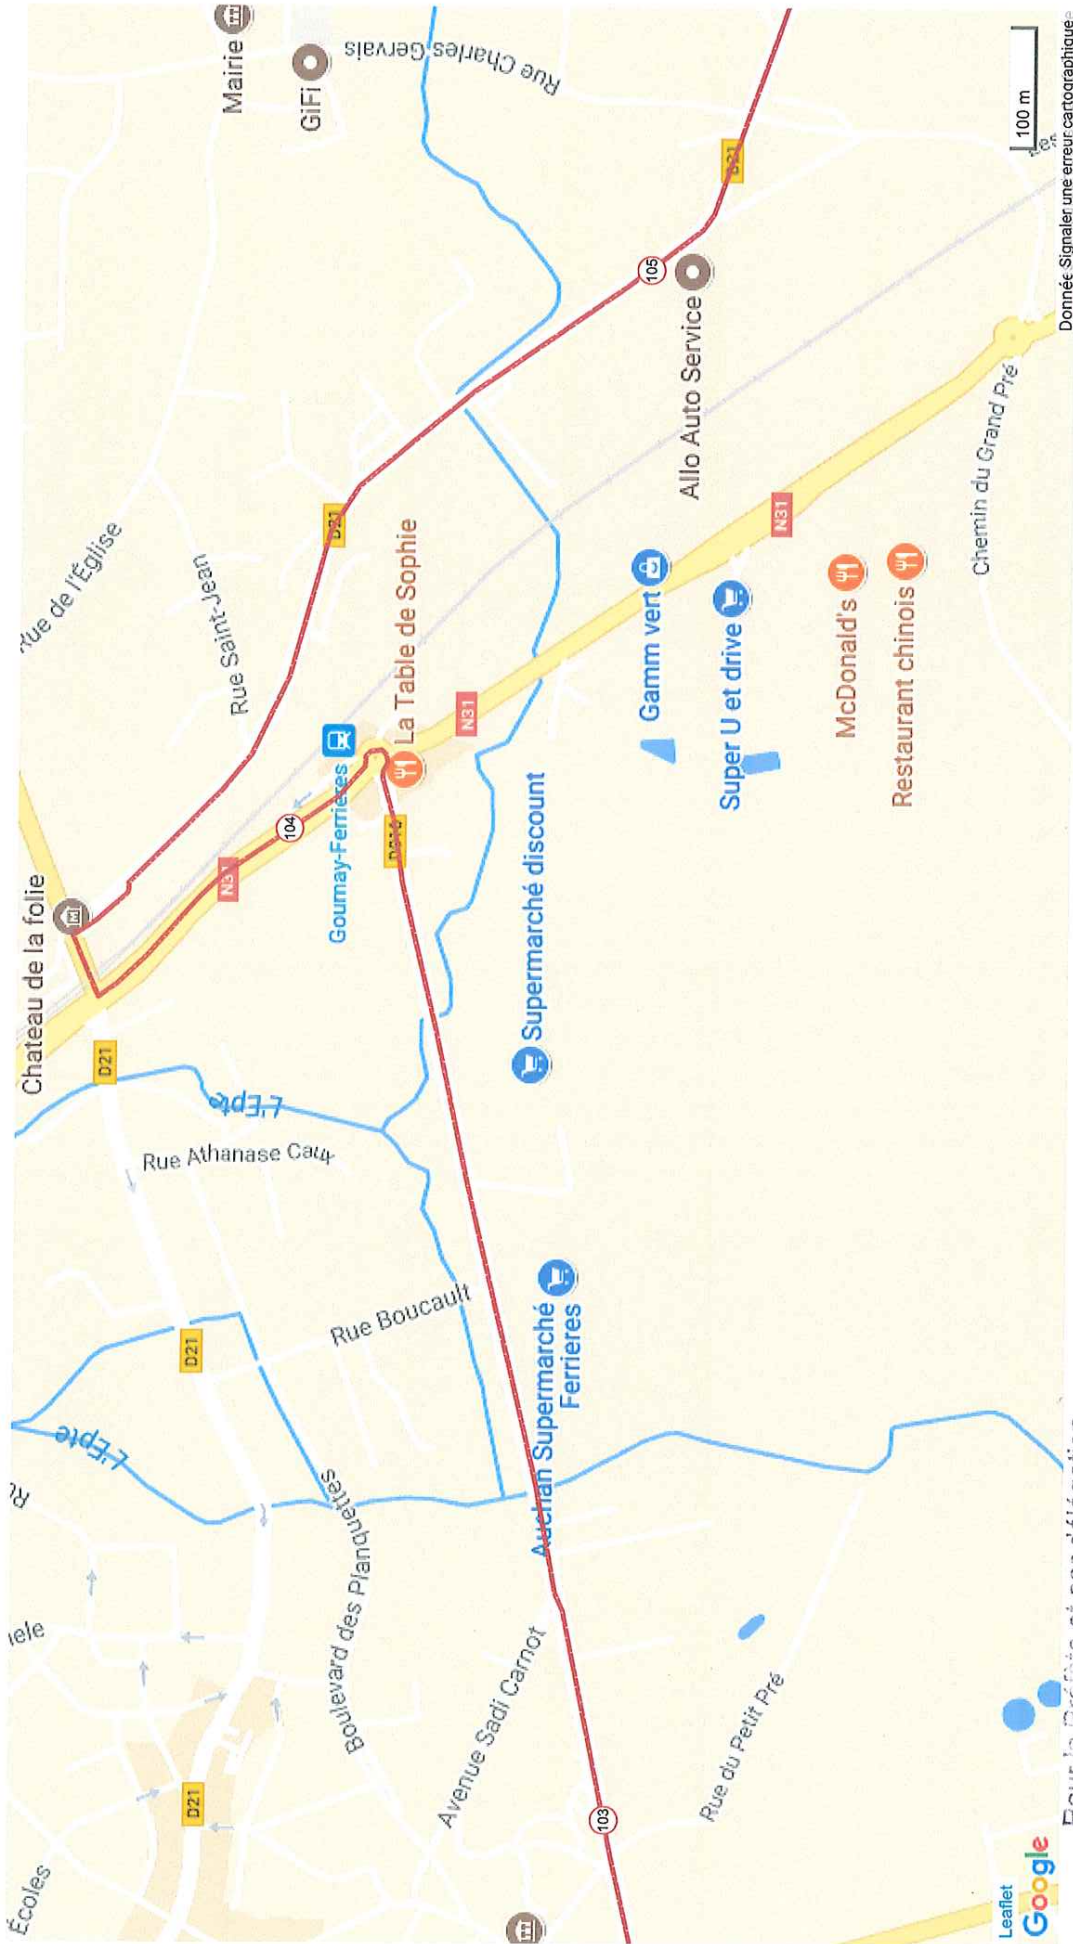 Écoles
D21
Boulevard des Planquettes
Avenue Sadi Carnot
103
Rue du Petit Pré
Leaflet
Google
L'Epte
D21
Rue Boucault
Auchan Supermarché
Ferrieres
Rue Athanase Caux
L'Epte
D21
Chateau de la folie
N31
104
Gournay-Ferrieres
La Table de Sophie
N31
Supermarché discount
Rue de l'Église
Rue Saint-Jean
D21
Gamm vert
Super U et drive
McDonald's
Restaurant chinois
N31
Chemin du Grand Pré
Allo Auto Service
105
D21
Mairie
GiFi
Rue Charles Gervais
100 m
Donnée Signaler une erreur cartographique